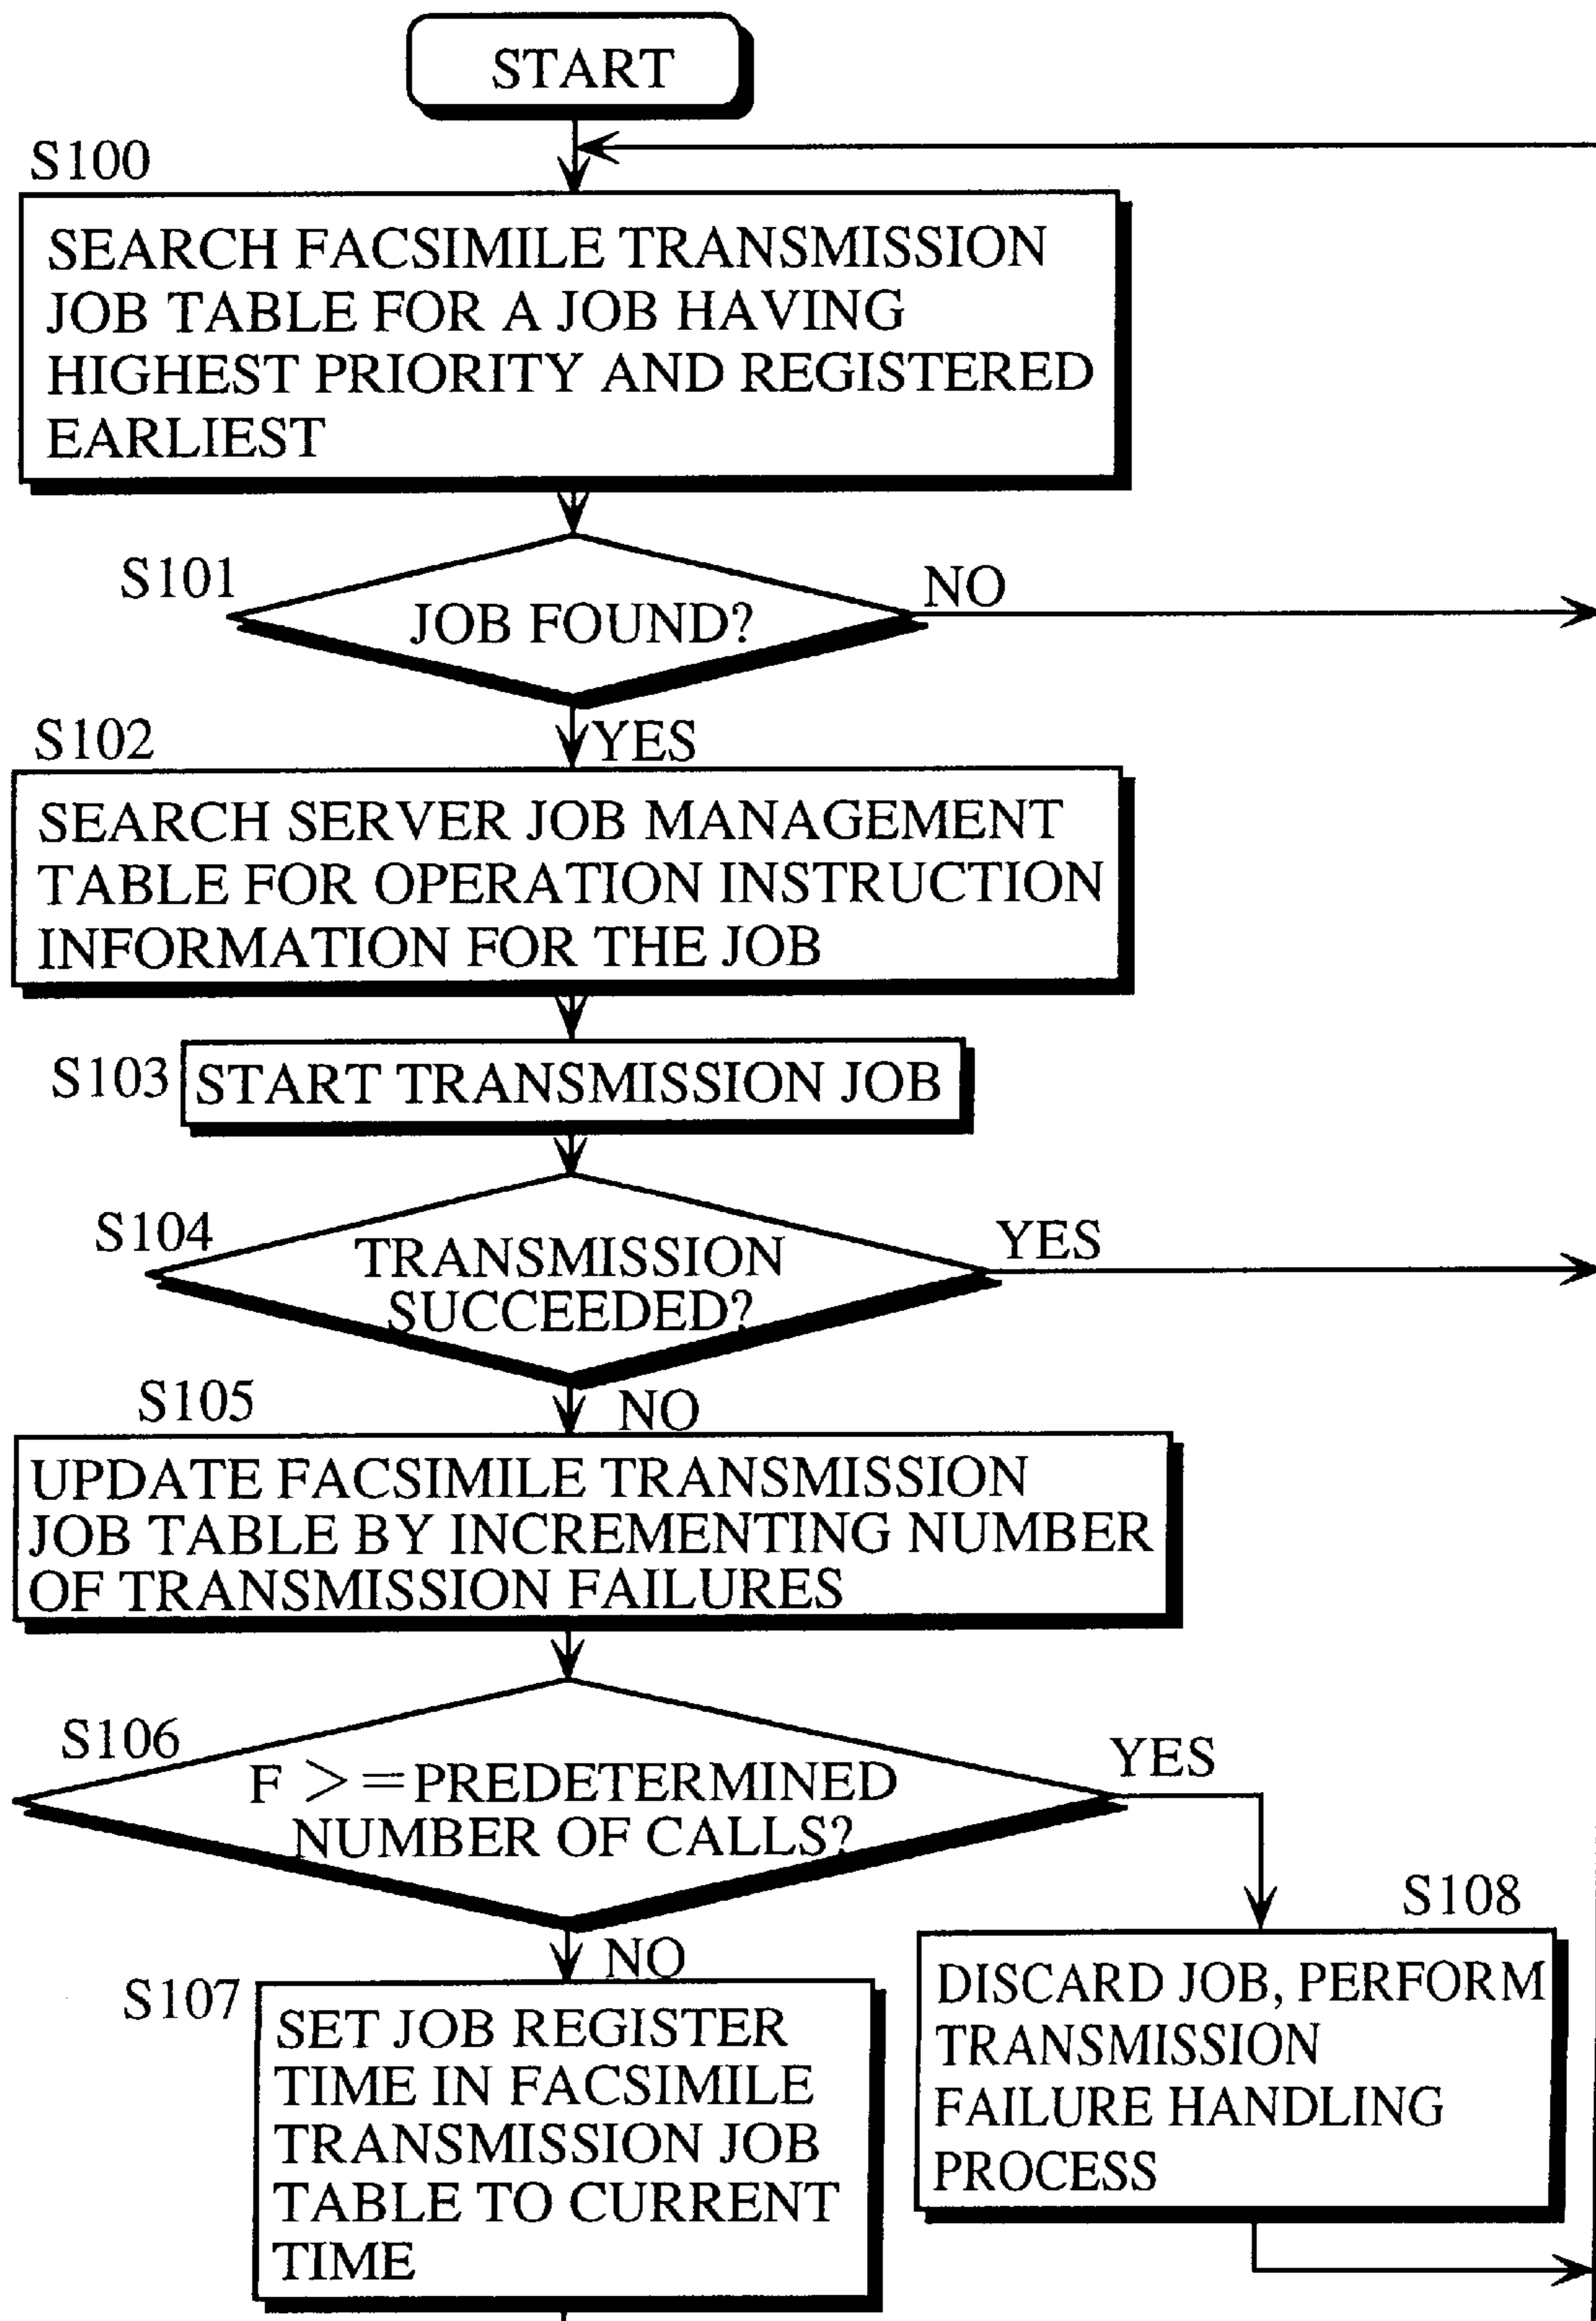 START
S100
SEARCH FACSIMILE TRANSMISSION
JOB TABLE FOR A JOB HAVING
HIGHEST PRIORITY AND REGISTERED
EARLIEST
S101
JOB FOUND?
NO
YES
S102
SEARCH SERVER JOB MANAGEMENT
TABLE FOR OPERATION INSTRUCTION
INFORMATION FOR THE JOB
S103
START TRANSMISSION JOB
S104
TRANSMISSION
SUCCEEDED?
YES
NO
S105
UPDATE FACSIMILE TRANSMISSION
JOB TABLE BY INCREMENTING NUMBER
OF TRANSMISSION FAILURES
S106
F >=PREDETERMINED
NUMBER OF CALLS?
YES
NO
S107
SET JOB REGISTER
TIME IN FACSIMILE
TRANSMISSION JOB
TABLE TO CURRENT
TIME
S108
DISCARD JOB, PERFORM
TRANSMISSION
FAILURE HANDLING
PROCESS